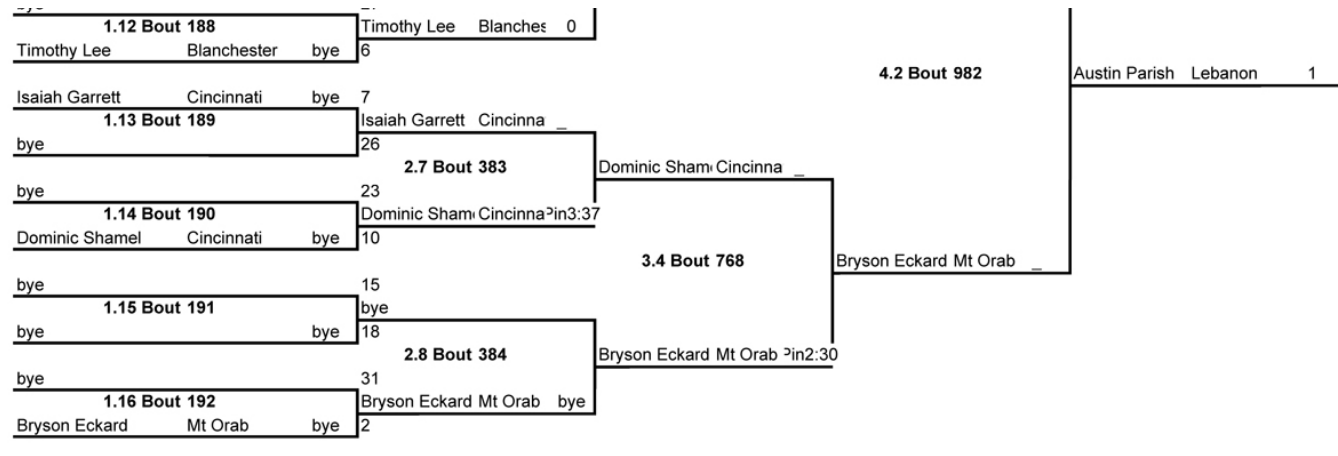 1.12 Bout 188
Timothy Lee Blanches 0
Timothy Lee Blanchester bye 6
4.2 Bout 982
Austin Parish Lebanon 1
Isaiah Garrett Cincinnati bye 7
1.13 Bout 189
Isaiah Garrett Cincinna _
bye 26
2.7 Bout 383
Dominic Sham Cincinna _
bye 23
1.14 Bout 190
Dominic Sham Cincinna Pin3:37
Dominic Shamel Cincinnati bye 10
3.4 Bout 768
Bryson Eckard Mt Orab _
bye 15
1.15 Bout 191
bye
bye bye 18
2.8 Bout 384
Bryson Eckard Mt Orab Pin2:30
bye 31
1.16 Bout 192
Bryson Eckard Mt Orab bye
Bryson Eckard Mt Orab bye 2